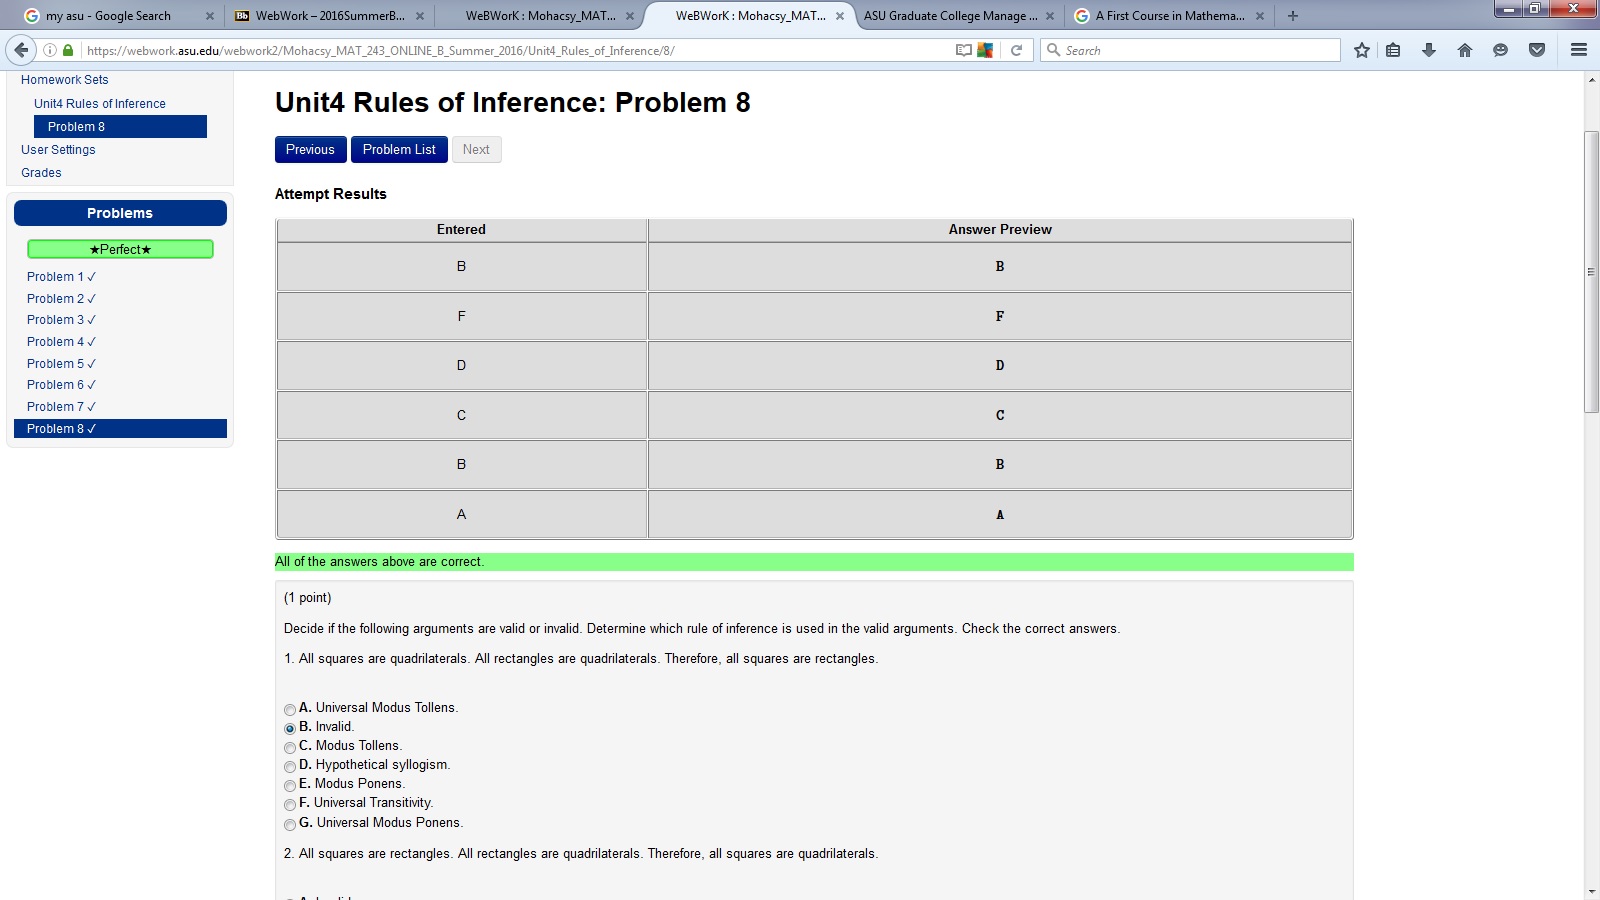 my asu - Google Search
WebWork – 2016SummerB...
WeBWorK : Mohacsy_MAT...
WeBWorK : Mohacsy_MAT...
ASU Graduate College Manage ...
A First Course in Mathema...
https://webwork.asu.edu/webwork2/Mohacsy_MAT_243_ONLINE_B_Summer_2016/Unit4_Rules_of_Inference/8/
Search
Homework Sets
Unit4 Rules of Inference
Problem 8
User Settings
Grades
Problems
★Perfect★
Problem 1 ✓
Problem 2 ✓
Problem 3 ✓
Problem 4 ✓
Problem 5 ✓
Problem 6 ✓
Problem 7 ✓
Problem 8 ✓
Unit4 Rules of Inference: Problem 8
Previous Problem List Next
Attempt Results
Entered Answer Preview
B B
F F
D D
C C
B B
A A
All of the answers above are correct.
(1 point)
Decide if the following arguments are valid or invalid. Determine which rule of inference is used in the valid arguments. Check the correct answers.
1. All squares are quadrilaterals. All rectangles are quadrilaterals. Therefore, all squares are rectangles.
A. Universal Modus Tollens.
B. Invalid.
C. Modus Tollens.
D. Hypothetical syllogism.
E. Modus Ponens.
F. Universal Transitivity.
G. Universal Modus Ponens.
2. All squares are rectangles. All rectangles are quadrilaterals. Therefore, all squares are quadrilaterals.